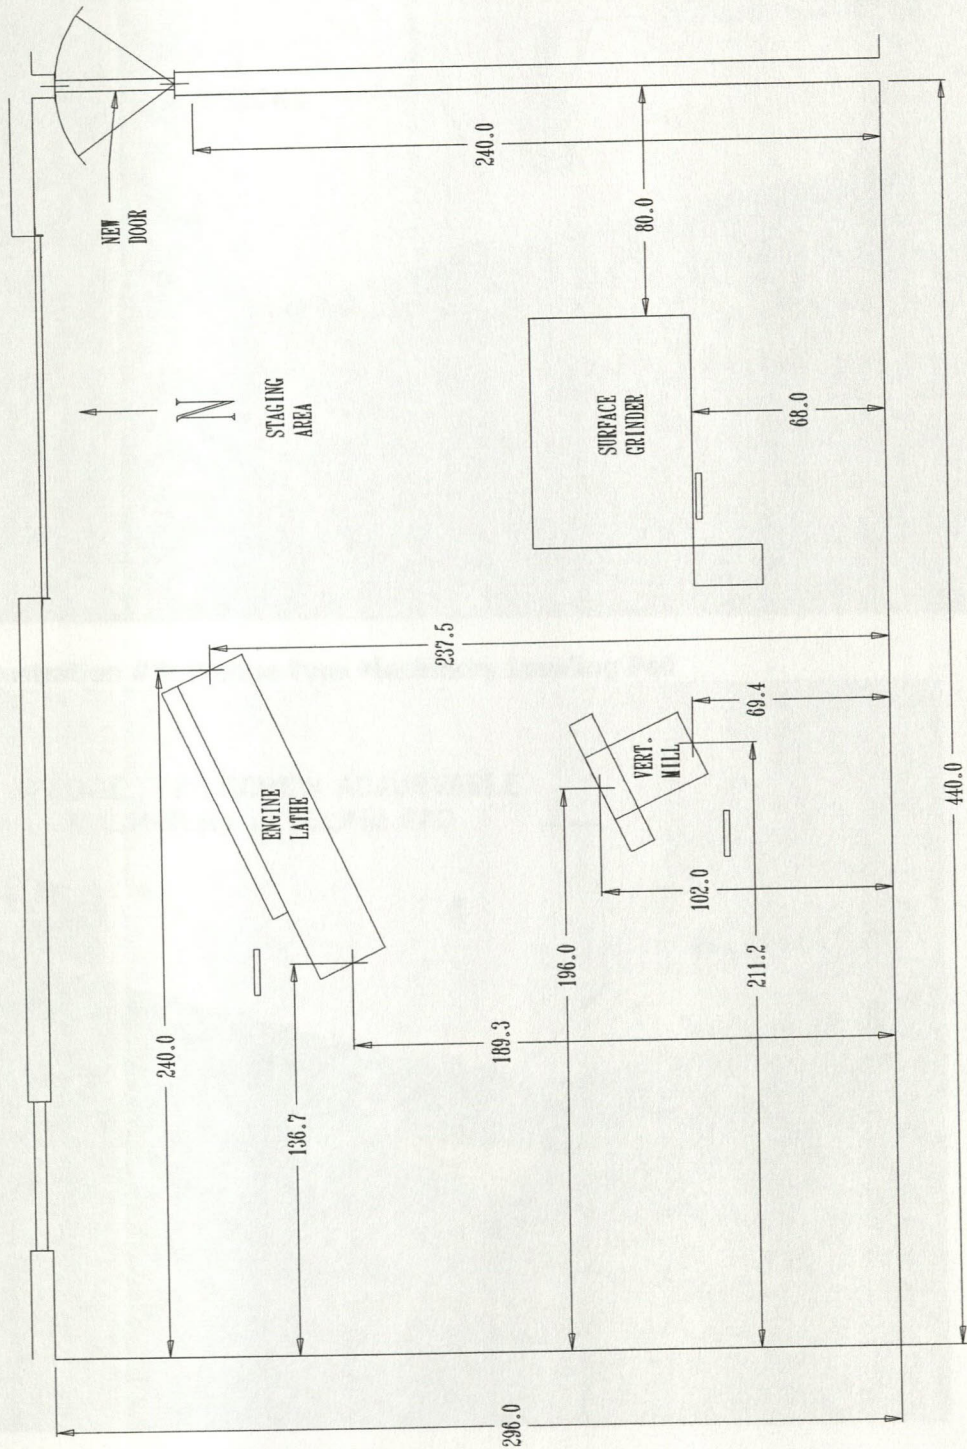 NEW
DOOR
240.0
N
STAGING
AREA
80.0
SURFACE
GRINDER
68.0
237.5
69.4
ENGINE
LATHE
VERT.
MILL
102.0
440.0
240.0
196.0
211.2
189.3
136.7
296.0